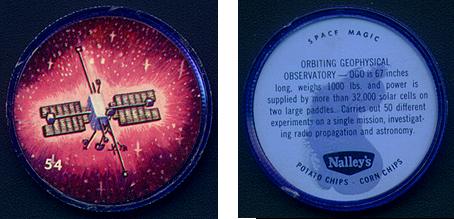 54
SPACE MAGIC
ORBITING GEOPHYSICAL
OBSERVATORY — OGO is 67 inches
long, weighs 1000 lbs. and power is
supplied by more than 32,000 solar cells on
two large paddles. Carries out 50 different
experiments on a single mission, investigat-
ing radio propagation and astronomy.
Nalley's
POTATO CHIPS - CORN CHIPS